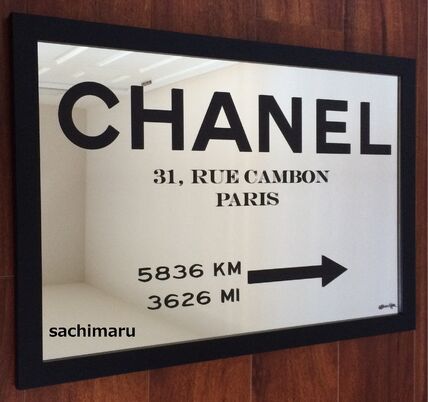 CHANEL
31, RUE CAMBON
PARIS
5836 KM
3626 MI
sachimaru